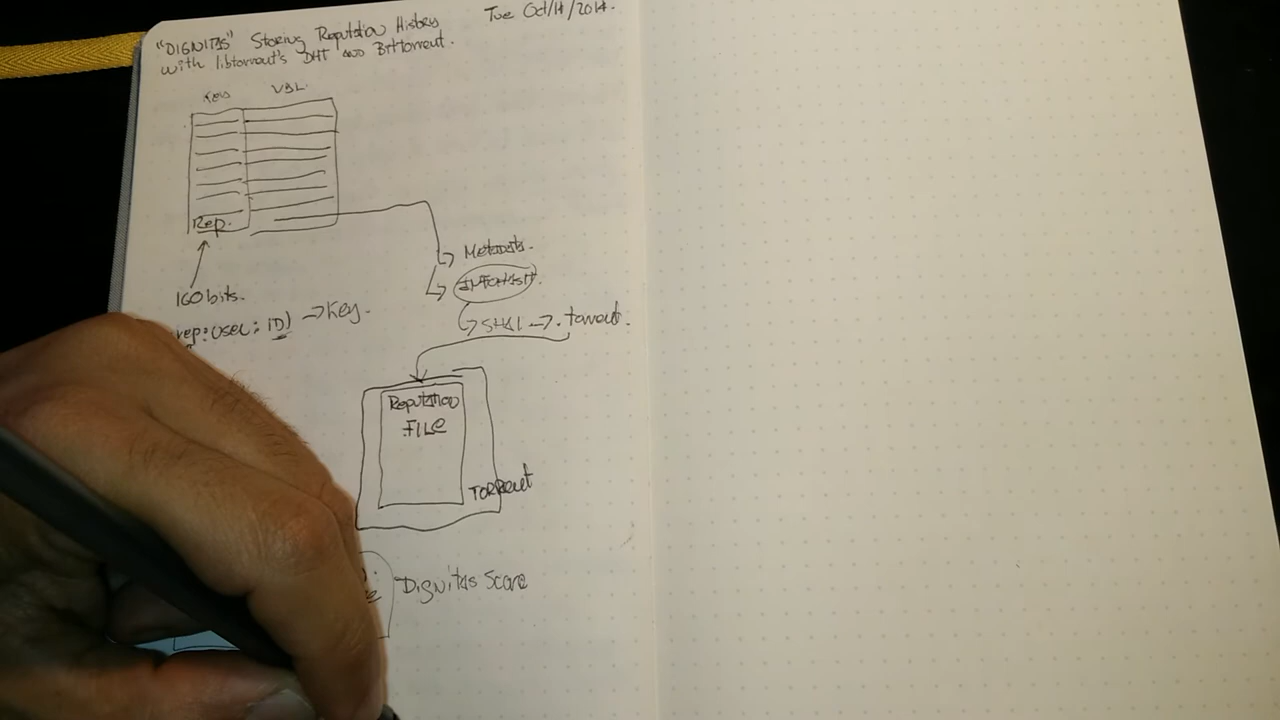 "DIGNITAS" Storing Reputation History
with libtorrent's DHT and Bittorrent.
Tue Oct/14/2014.
Key
VAL.
Rep.
Metadata.
INFOHASH.
160 bits.
rep:user:ID) → Key.
SHA1 → .torrent.
Reputation
FILE
TORRent
Dignitas Score